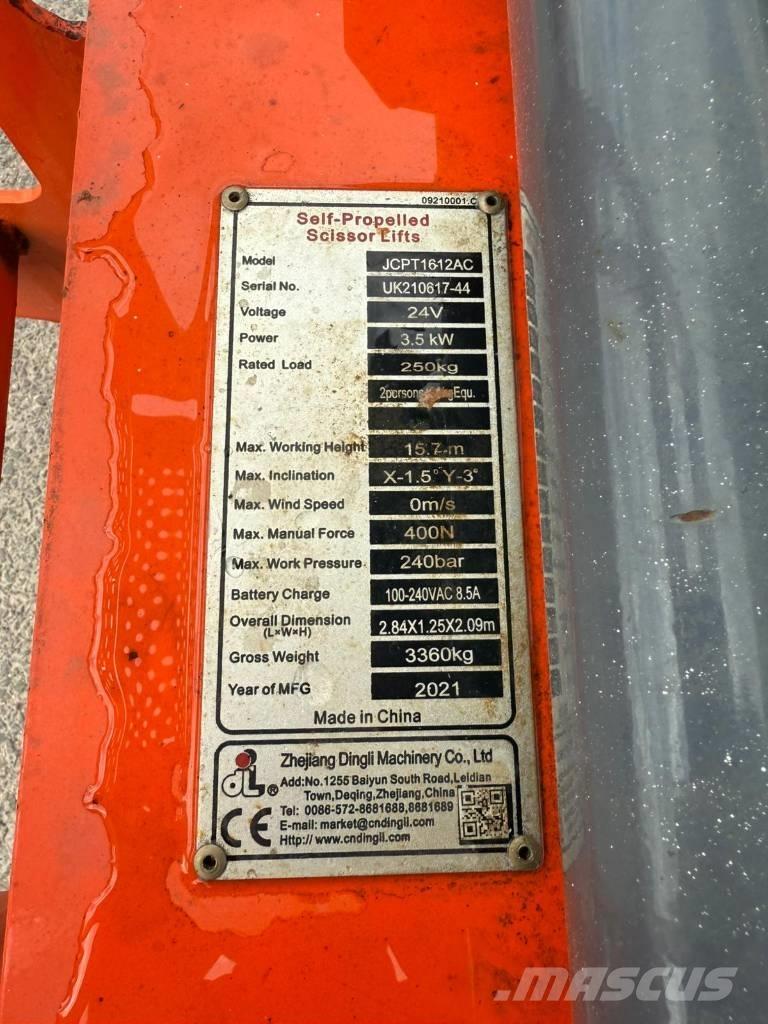 09210001.C
Self-Propelled
Scissor Lifts
Model JCPT1612AC
Serial No. UK210617-44
Voltage 24V
Power 3.5 kW
Rated Load 250kg
2persons Equ.
Max. Working Height 15.7 m
Max. Inclination X-1.5° Y-3°
Max. Wind Speed 0m/s
Max. Manual Force 400N
Max. Work Pressure 240bar
Battery Charge 100-240VAC 8.5A
Overall Dimension 2.84X1.25X2.09m
(L×W×H)
Gross Weight 3360kg
Year of MFG 2021
Made in China
Zhejiang Dingli Machinery Co., Ltd
Add:No.1255 Baiyun South Road,Leidian
Town,Deqing,Zhejiang,China
Tel: 0086-572-8681688,8681689
E-mail: market@cndingli.com
Http:// www.cndingli.com
dL®
CE
MASCUS